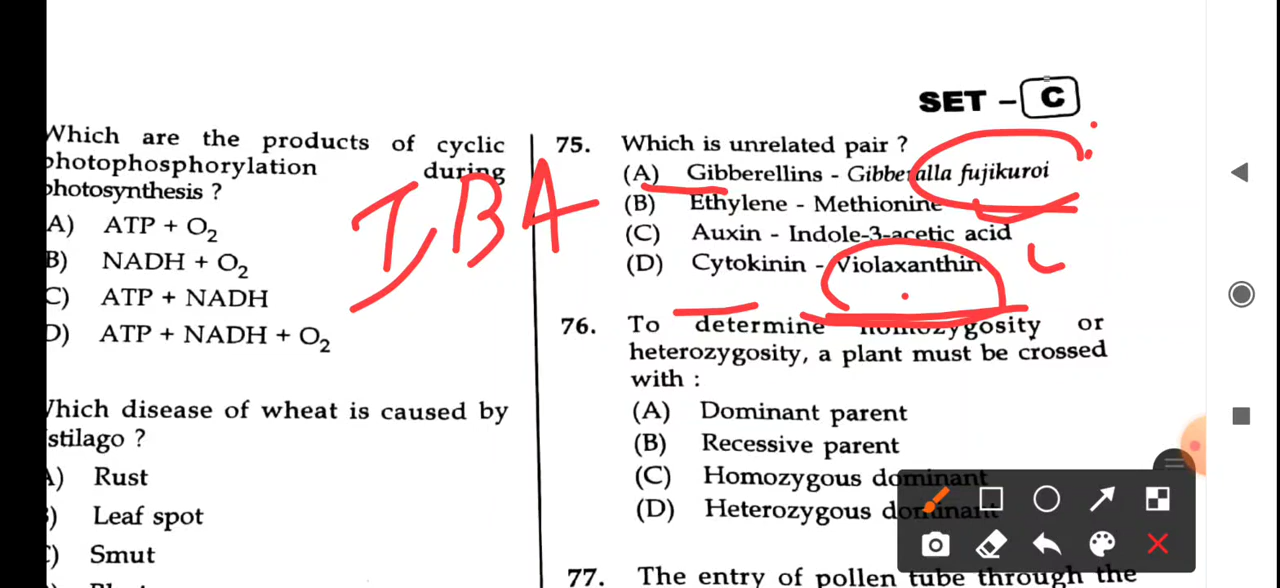 SET – C
Which are the products of cyclic
photophosphorylation during
photosynthesis ?
A) ATP + O2
B) NADH + O2
C) ATP + NADH
D) ATP + NADH + O2
Which disease of wheat is caused by
stilago ?
A) Rust
Leaf spot
C) Smut
IBA
75. Which is unrelated pair ?
(A) Gibberellins - Gibberalla fujikuroi
(B) Ethylene - Methionine
(C) Auxin - Indole-3-acetic acid
(D) Cytokinin - Violaxanthin
76. To determine homozygosity or
heterozygosity, a plant must be crossed
with :
(A) Dominant parent
(B) Recessive parent
(C) Homozygous dominant
(D) Heterozygous dominant
77. The entry of pollen tube through the